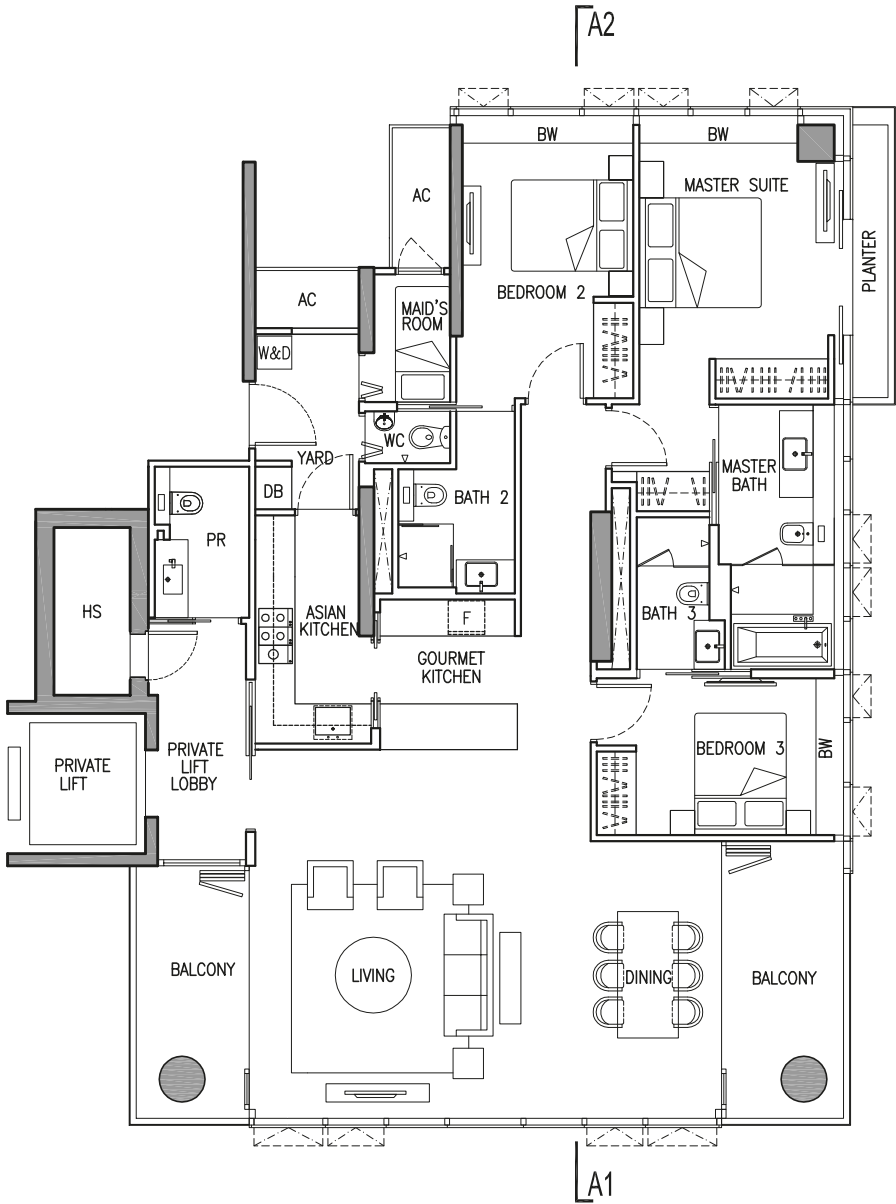 A2
BW
BW
AC
MASTER SUITE
PLANTER
BEDROOM 2
AC
MAID'S
ROOM
W&D
WC
YARD
MASTER
BATH
DB
BATH 2
PR
HS
ASIAN
KITCHEN
F
BATH 3
GOURMET
KITCHEN
PRIVATE
LIFT
PRIVATE
LIFT
LOBBY
BEDROOM 3
BW
BALCONY
LIVING
DINING
BALCONY
A1